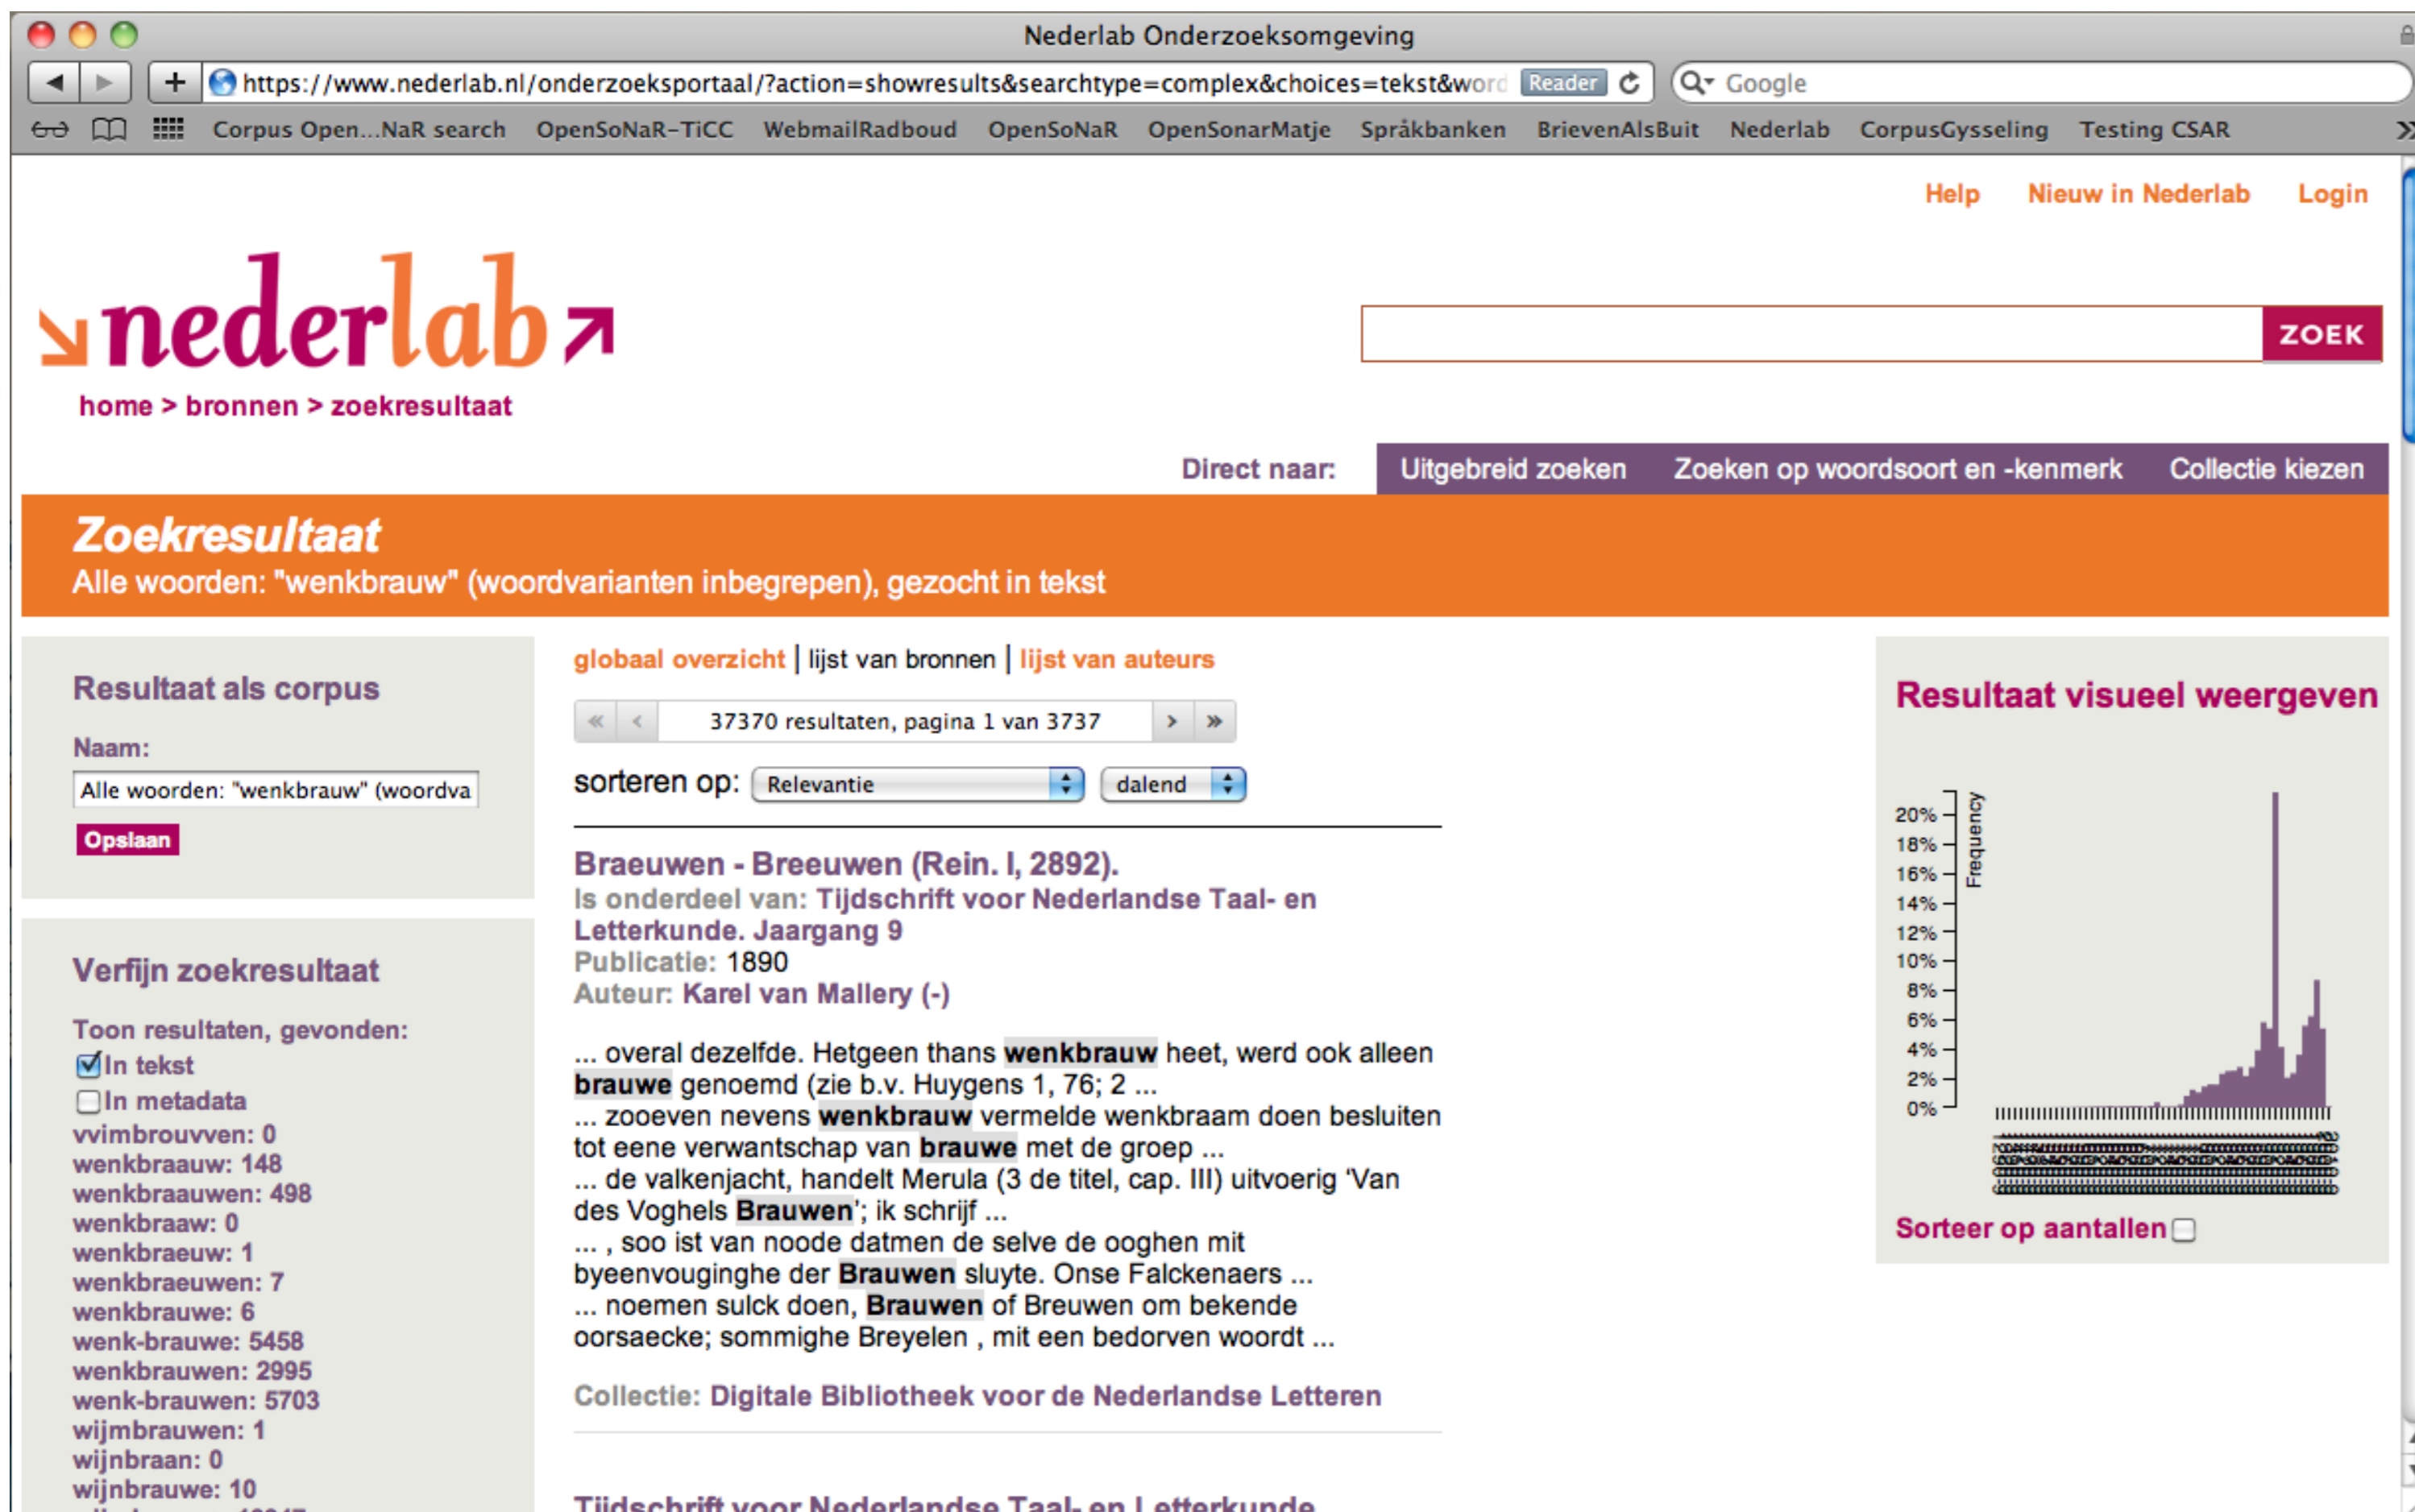 Nederlab Onderzoeksomgeving
https://www.nederlab.nl/onderzoeksportaal/?action=showresults&searchtype=complex&choices=tekst&word Reader Google
Corpus Open...NaR search OpenSoNaR-TiCC WebmailRadboud OpenSoNaR OpenSonarMatje Språkbanken BrievenAlsBuit Nederlab CorpusGysseling Testing CSAR
Help Nieuw in Nederlab Login
nederlab
ZOEK
home > bronnen > zoekresultaat
Direct naar: Uitgebreid zoeken Zoeken op woordsoort en -kenmerk Collectie kiezen
Zoekresultaat
Alle woorden: "wenkbrauw" (woordvarianten inbegrepen), gezocht in tekst
Resultaat als corpus
Naam:
Alle woorden: "wenkbrauw" (woordva
Opslaan
Verfijn zoekresultaat
Toon resultaten, gevonden:
In tekst
In metadata
vvimbrouvven: 0
wenkbraauw: 148
wenkbraauwen: 498
wenkbraaw: 0
wenkbraeuw: 1
wenkbraeuwen: 7
wenkbrauwe: 6
wenk-brauwe: 5458
wenkbrauwen: 2995
wenk-brauwen: 5703
wijmbrauwen: 1
wijnbraan: 0
wijnbrauwe: 10
globaal overzicht | lijst van bronnen | lijst van auteurs
« < 37370 resultaten, pagina 1 van 3737 > »
sorteren op: Relevantie dalend
Braeuwen - Breeuwen (Rein. I, 2892).
Is onderdeel van: Tijdschrift voor Nederlandse Taal- en
Letterkunde. Jaargang 9
Publicatie: 1890
Auteur: Karel van Mallery (-)
... overal dezelfde. Hetgeen thans wenkbrauw heet, werd ook alleen
brauwe genoemd (zie b.v. Huygens 1, 76; 2 ...
... zooeven nevens wenkbrauw vermelde wenkbraam doen besluiten
tot eene verwantschap van brauwe met de groep ...
... de valkenjacht, handelt Merula (3 de titel, cap. III) uitvoerig ‘Van
des Voghels Brauwen’; ik schrijf ...
... , soo ist van noode datmen de selve de ooghen mit
byeenvouginghe der Brauwen sluyte. Onse Falckenaers ...
... noemen sulck doen, Brauwen of Breuwen om bekende
oorsaecke; sommighe Breyelen , mit een bedorven woordt ...
Collectie: Digitale Bibliotheek voor de Nederlandse Letteren
Tijdschrift voor Nederlandse Taal- en Letterkunde
Resultaat visueel weergeven
Frequency
20%
18%
16%
14%
12%
10%
8%
6%
4%
2%
0%
Sorteer op aantallen